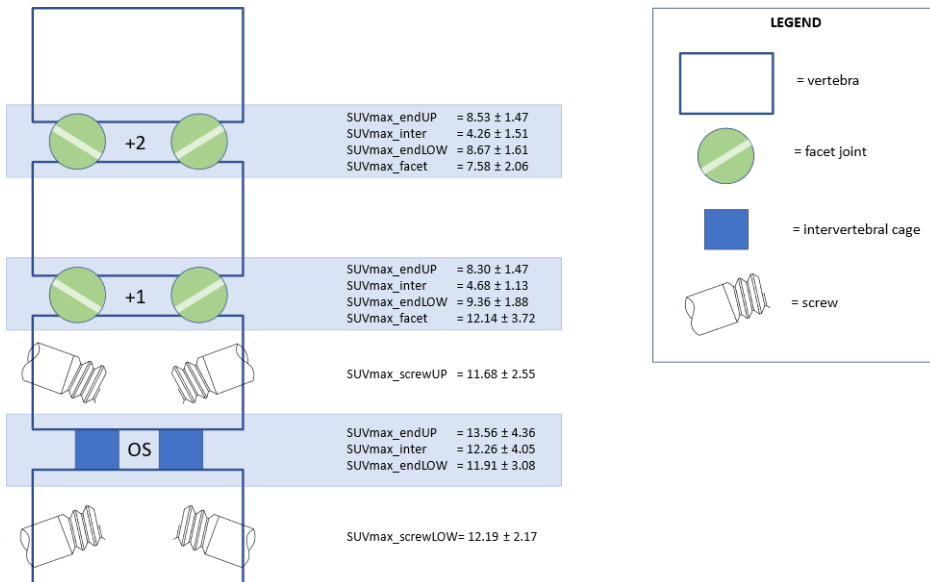 +2
SUVmax_endUP = 8.53 ± 1.47
SUVmax_inter = 4.26 ± 1.51
SUVmax_endLOW = 8.67 ± 1.61
SUVmax_facet = 7.58 ± 2.06
+1
SUVmax_endUP = 8.30 ± 1.47
SUVmax_inter = 4.68 ± 1.13
SUVmax_endLOW = 9.36 ± 1.88
SUVmax_facet = 12.14 ± 3.72
SUVmax_screwUP = 11.68 ± 2.55
OS
SUVmax_endUP = 13.56 ± 4.36
SUVmax_inter = 12.26 ± 4.05
SUVmax_endLOW = 11.91 ± 3.08
SUVmax_screwLOW= 12.19 ± 2.17
LEGEND
= vertebra
= facet joint
= intervertebral cage
= screw